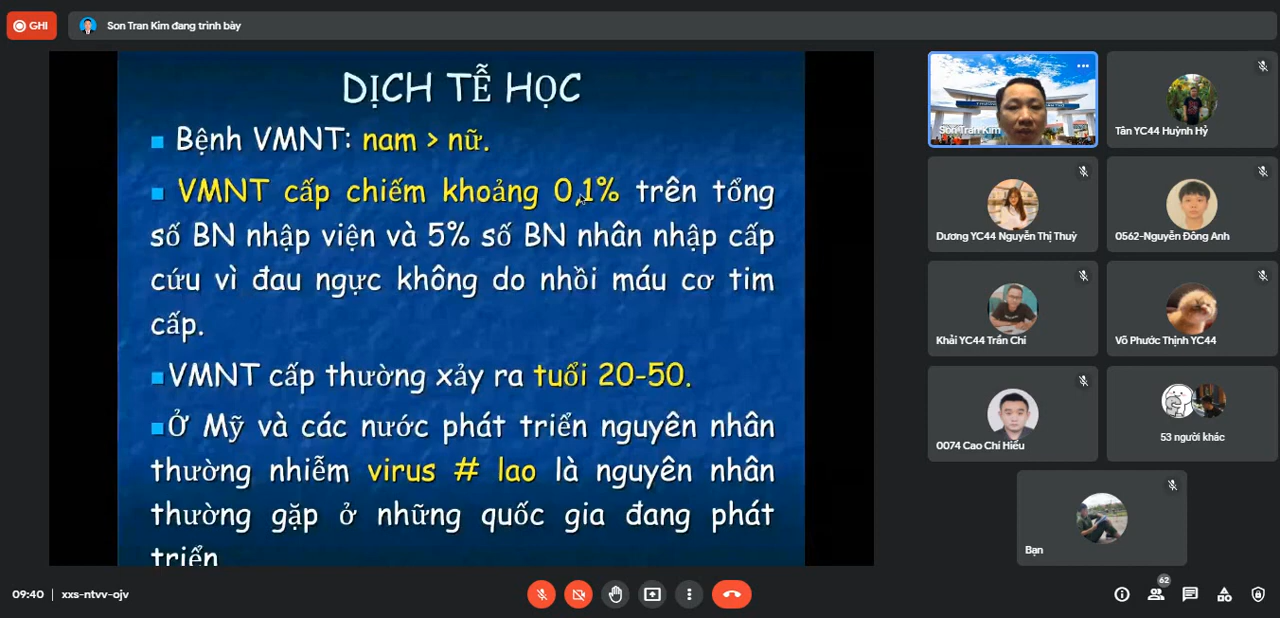 GHI
Son Tran Kim đang trình bày
DỊCH TỄ HỌC
Bệnh VMNT: nam > nữ.
VMNT cấp chiếm khoảng 0,1% trên tổng
số BN nhập viện và 5% số BN nhân nhập cấp
cứu vì đau ngực không do nhồi máu cơ tim
cấp.
VMNT cấp thường xảy ra tuổi 20-50.
Ở Mỹ và các nước phát triển nguyên nhân
thường nhiễm virus # lao là nguyên nhân
thường gặp ở những quốc gia đang phát
triển
Son Tran Kim
Tân YC44 Huỳnh Hỷ
Dương YC44 Nguyễn Thị Thuỳ
0562-Nguyễn Đông Anh
Khải YC44 Trần Chí
Võ Phước Thịnh YC44
0074 Cao Chí Hiếu
53 người khác
Bạn
09:40 | xxs-ntvv-ojv
62